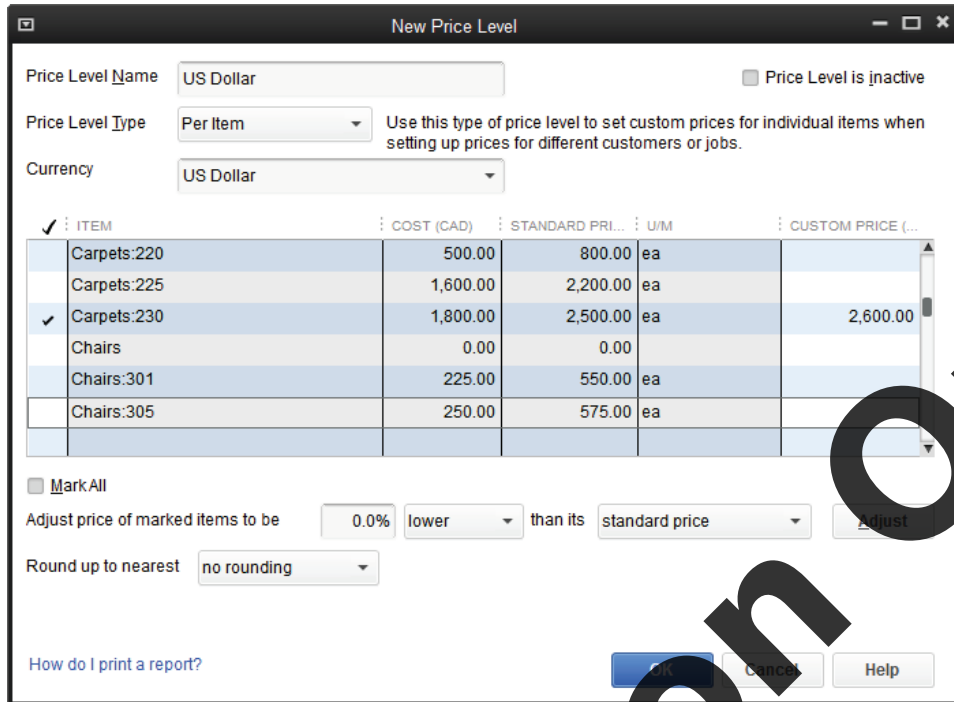 New Price Level
Price Level Name US Dollar Price Level is inactive
Price Level Type Per Item Use this type of price level to set custom prices for individual items when
setting up prices for different customers or jobs.
Currency US Dollar
ITEM COST (CAD) STANDARD PRI... U/M CUSTOM PRICE (...
Carpets:220 500.00 800.00 ea
Carpets:225 1,600.00 2,200.00 ea
Carpets:230 1,800.00 2,500.00 ea 2,600.00
Chairs 0.00 0.00
Chairs:301 225.00 550.00 ea
Chairs:305 250.00 575.00 ea
Mark All
Adjust price of marked items to be 0.0% lower than its standard price Adjust
Round up to nearest no rounding
How do I print a report? OK Cancel Help
on O